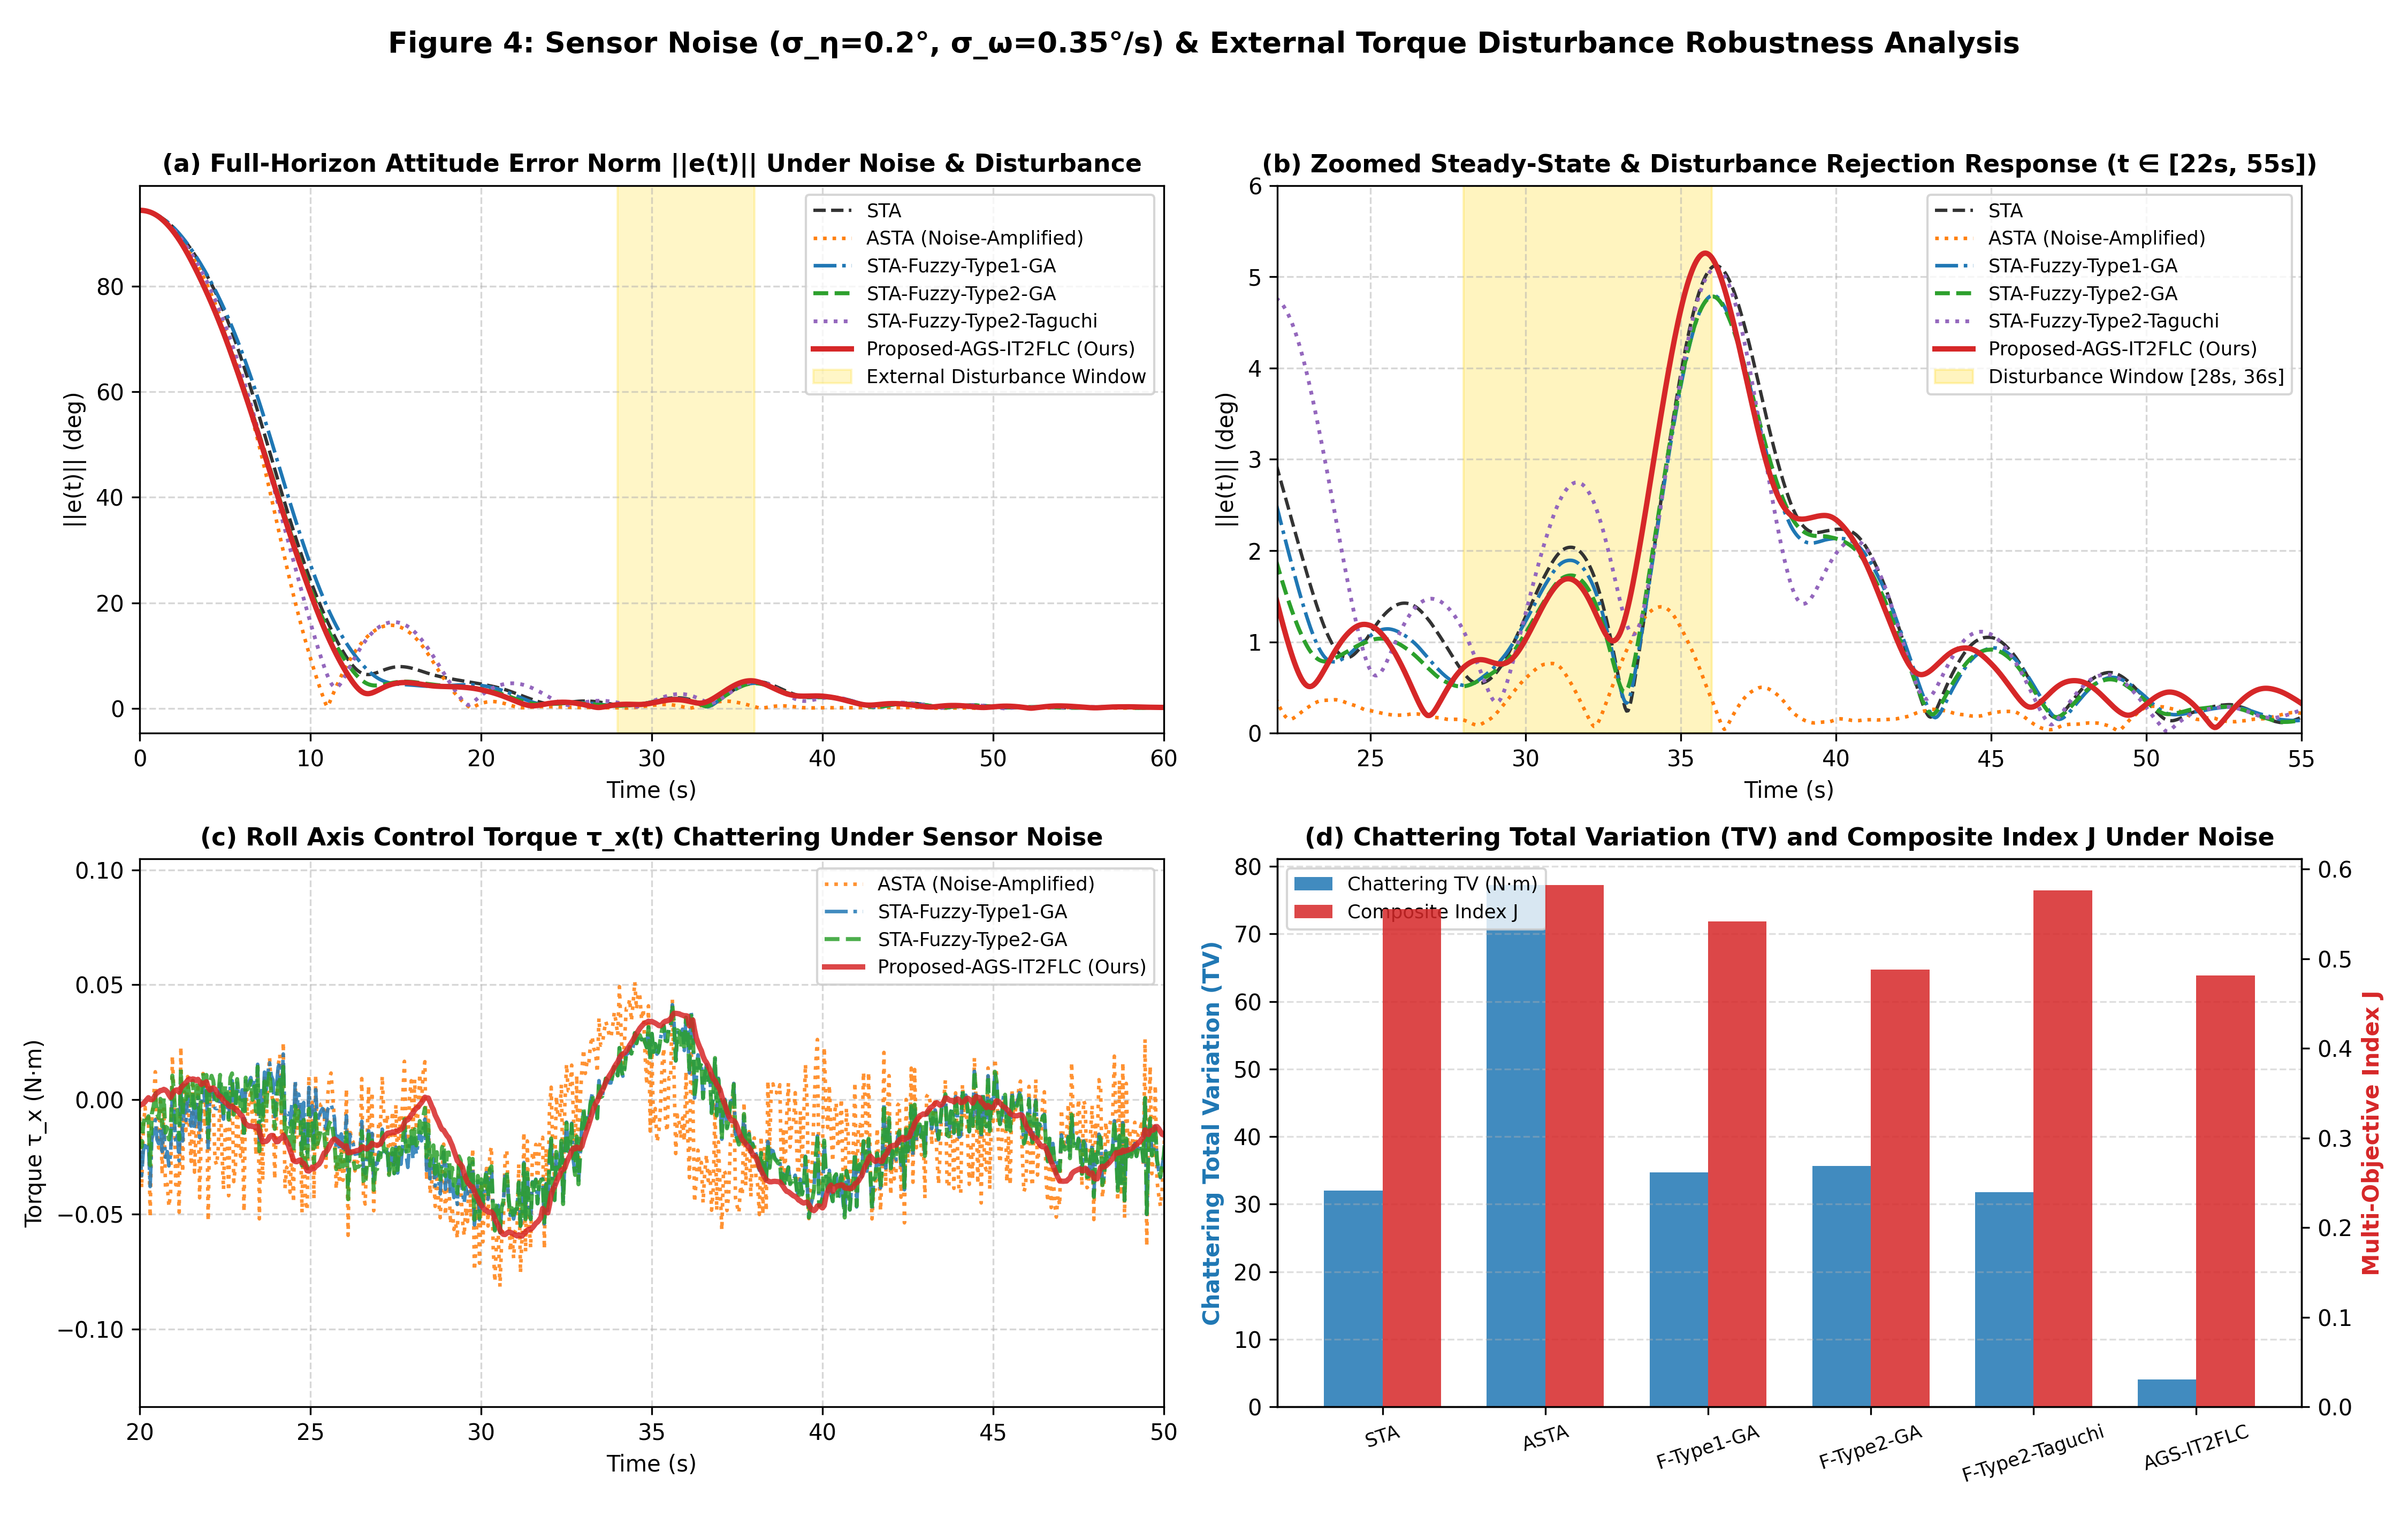 Figure 4: Sensor Noise (σ_η=0.2°, σ_ω=0.35°/s) & External Torque Disturbance Robustness Analysis
(a) Full-Horizon Attitude Error Norm ||e(t)|| Under Noise & Disturbance
||e(t)|| (deg)
80
60
40
20
0
STA
ASTA (Noise-Amplified)
STA-Fuzzy-Type1-GA
STA-Fuzzy-Type2-GA
STA-Fuzzy-Type2-Taguchi
Proposed-AGS-IT2FLC (Ours)
External Disturbance Window
0 10 20 30 40 50 60
Time (s)
(b) Zoomed Steady-State & Disturbance Rejection Response (t ∈ [22s, 55s])
||e(t)|| (deg)
6
5
4
3
2
1
0
STA
ASTA (Noise-Amplified)
STA-Fuzzy-Type1-GA
STA-Fuzzy-Type2-GA
STA-Fuzzy-Type2-Taguchi
Proposed-AGS-IT2FLC (Ours)
Disturbance Window [28s, 36s]
25 30 35 40 45 50 55
Time (s)
(c) Roll Axis Control Torque τ_x(t) Chattering Under Sensor Noise
Torque τ_x (N·m)
0.10
0.05
0.00
−0.05
−0.10
ASTA (Noise-Amplified)
STA-Fuzzy-Type1-GA
STA-Fuzzy-Type2-GA
Proposed-AGS-IT2FLC (Ours)
20 25 30 35 40 45 50
Time (s)
(d) Chattering Total Variation (TV) and Composite Index J Under Noise
Chattering Total Variation (TV)
80
70
60
50
40
30
20
10
0
Chattering TV (N·m)
Composite Index J
0.6
0.5
0.4
0.3
0.2
0.1
0.0
Multi-Objective Index J
STA ASTA F-Type1-GA F-Type2-GA F-Type2-Taguchi AGS-IT2FLC